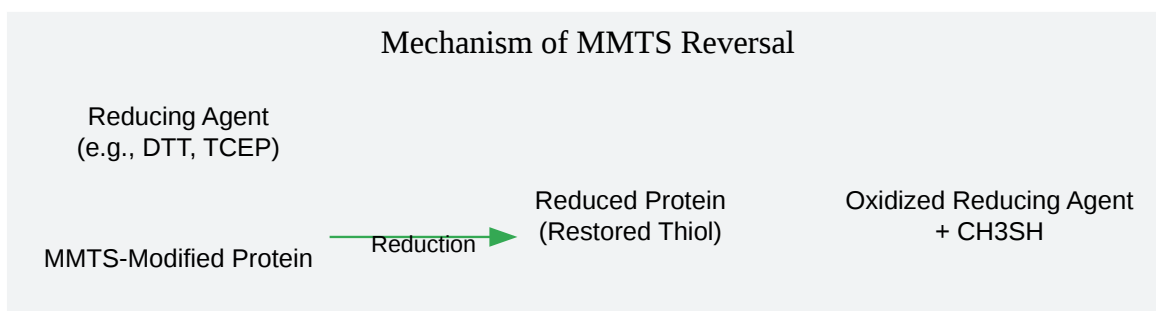 Mechanism of MMTS Reversal
Reducing Agent
(e.g., DTT, TCEP)
MMTS-Modified Protein
Reduction
Reduced Protein
(Restored Thiol)
Oxidized Reducing Agent
+ CH3SH